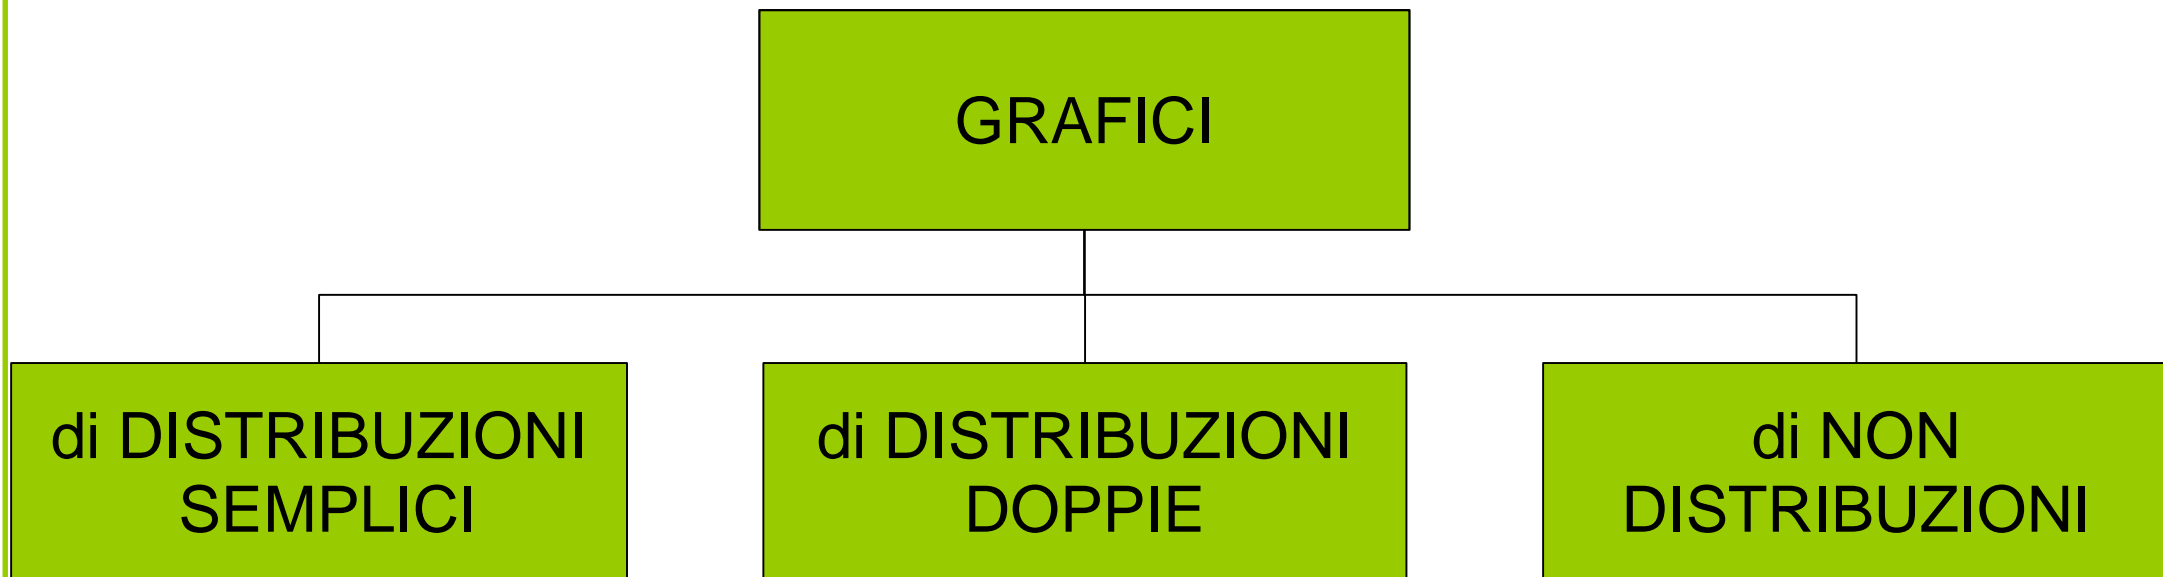 GRAFICI
di DISTRIBUZIONI
SEMPLICI
di DISTRIBUZIONI
DOPPIE
di NON
DISTRIBUZIONI